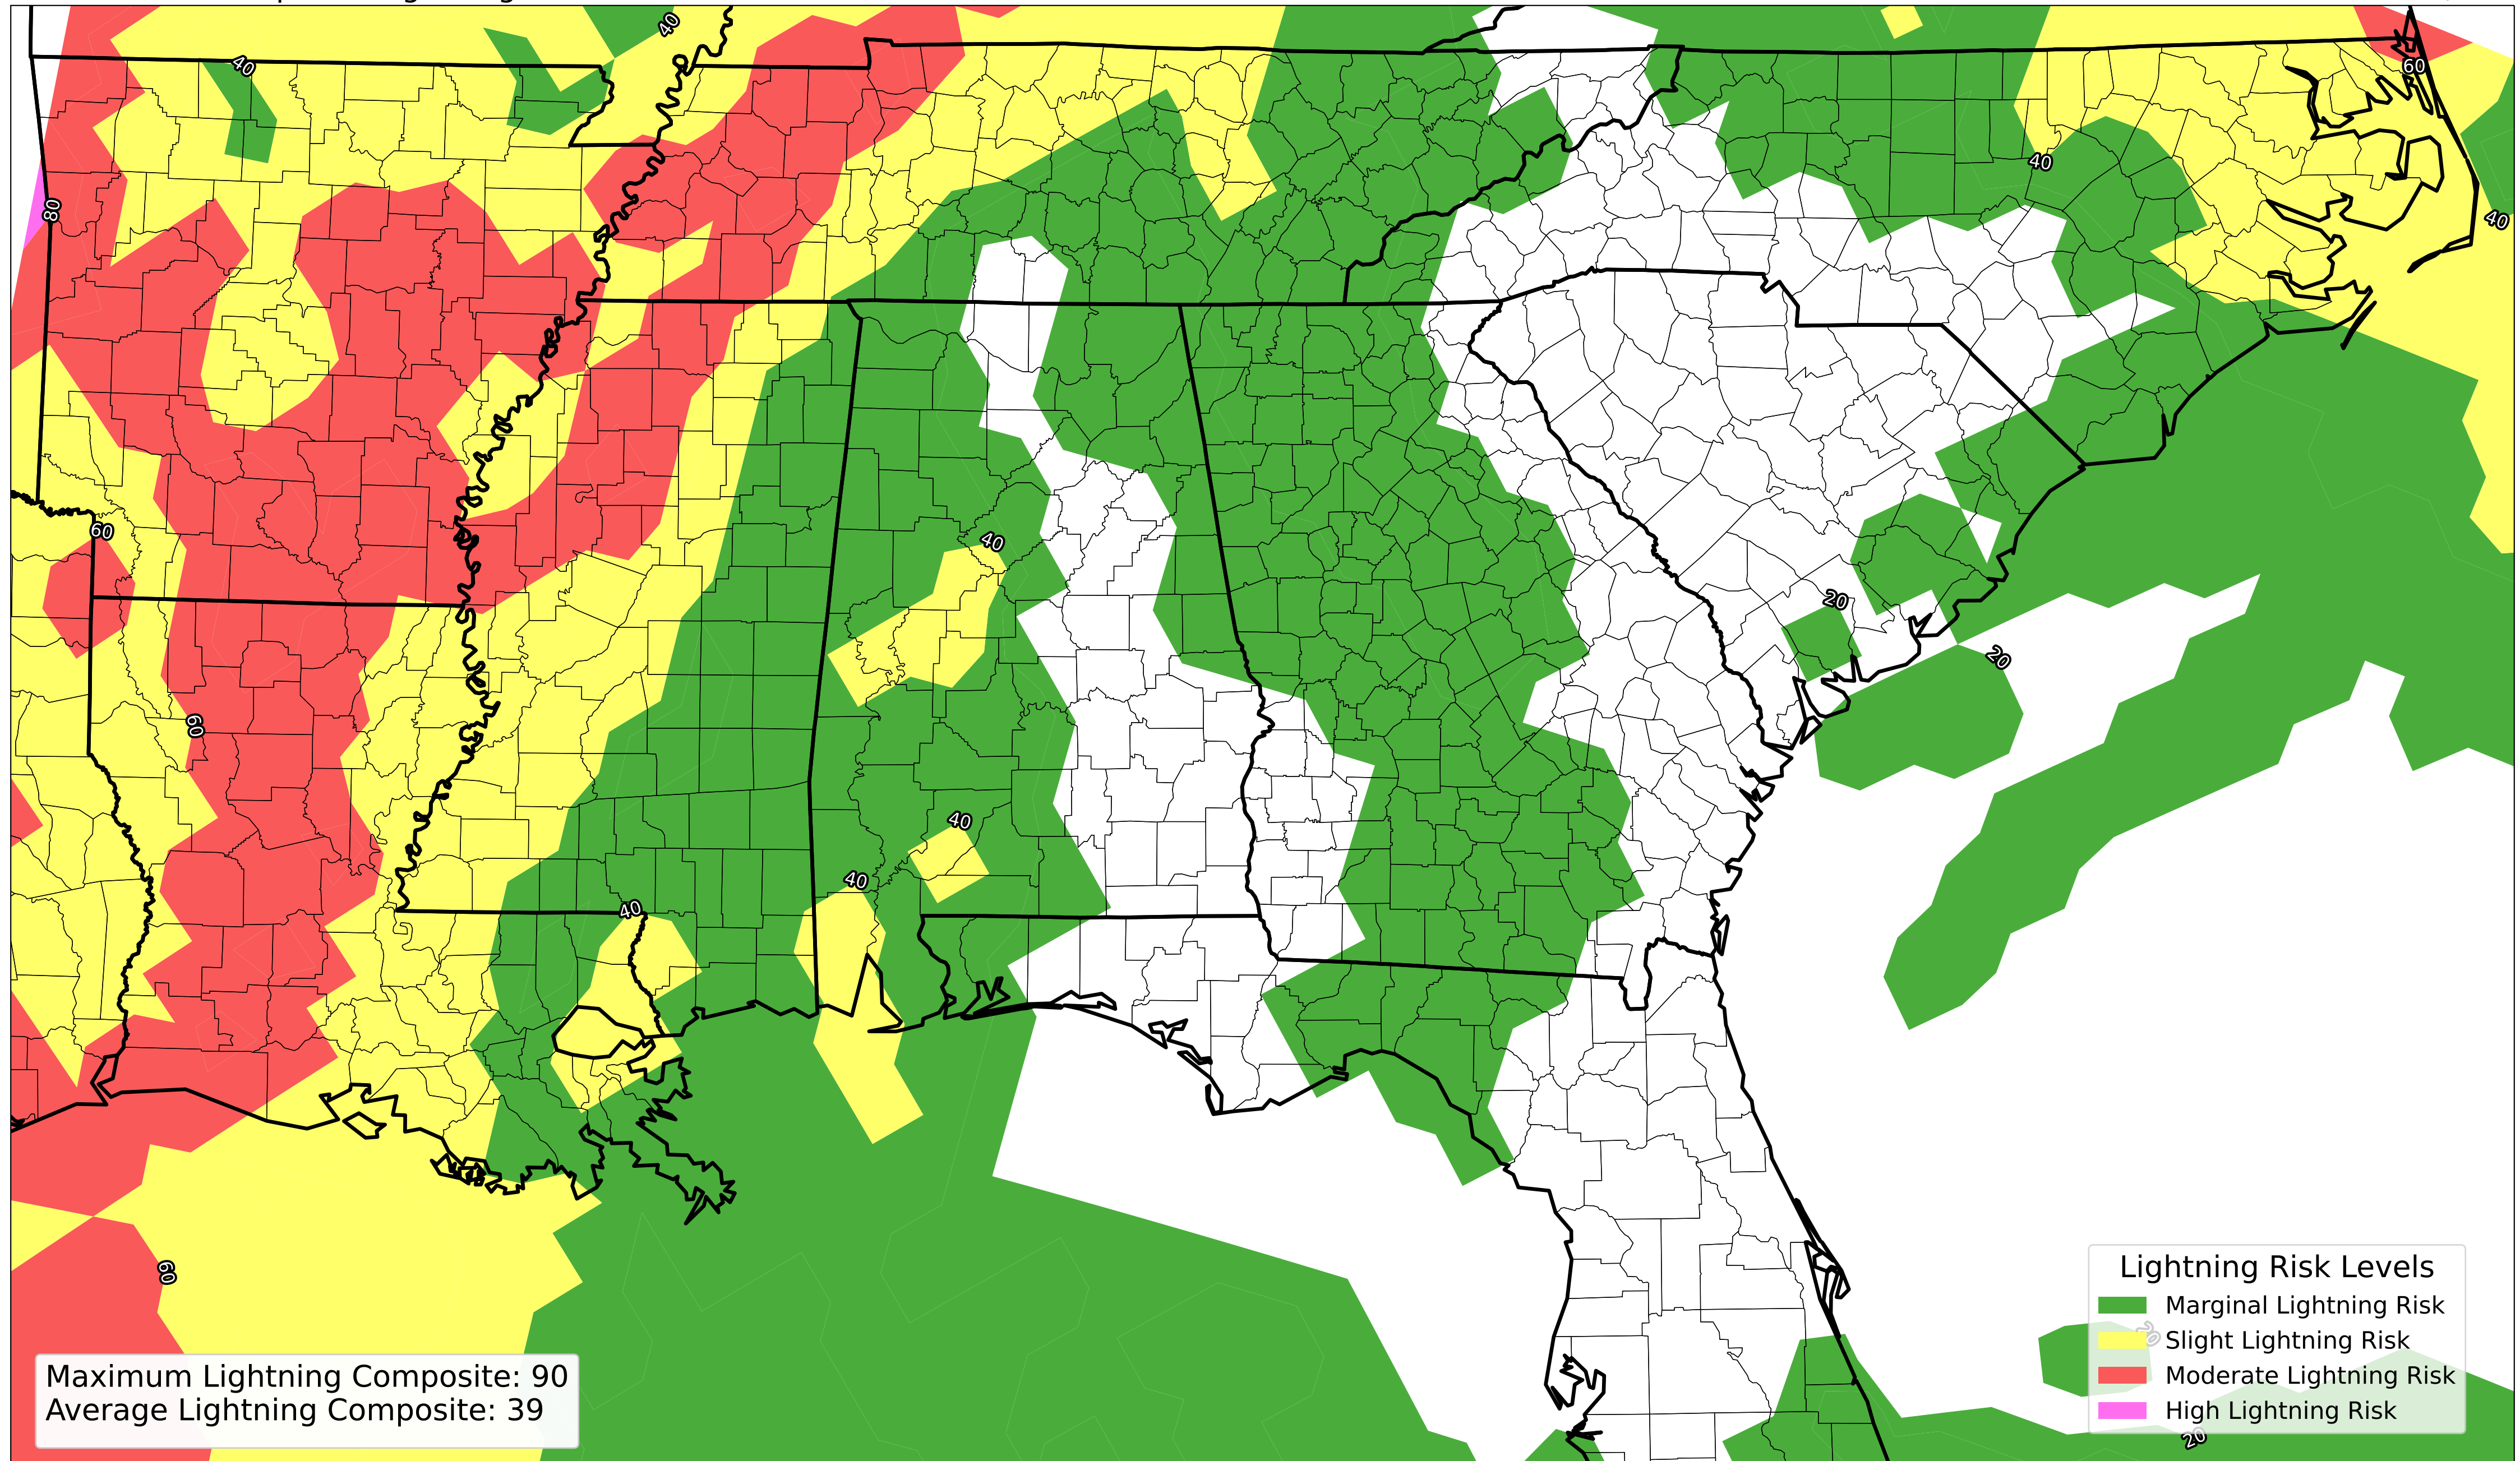 40
40
60
80
40
40
60
40
20
20
60
40
40
40
60
20
20
Lightning Risk Levels
Marginal Lightning Risk
Slight Lightning Risk
Moderate Lightning Risk
High Lightning Risk
Maximum Lightning Composite: 90
Average Lightning Composite: 39